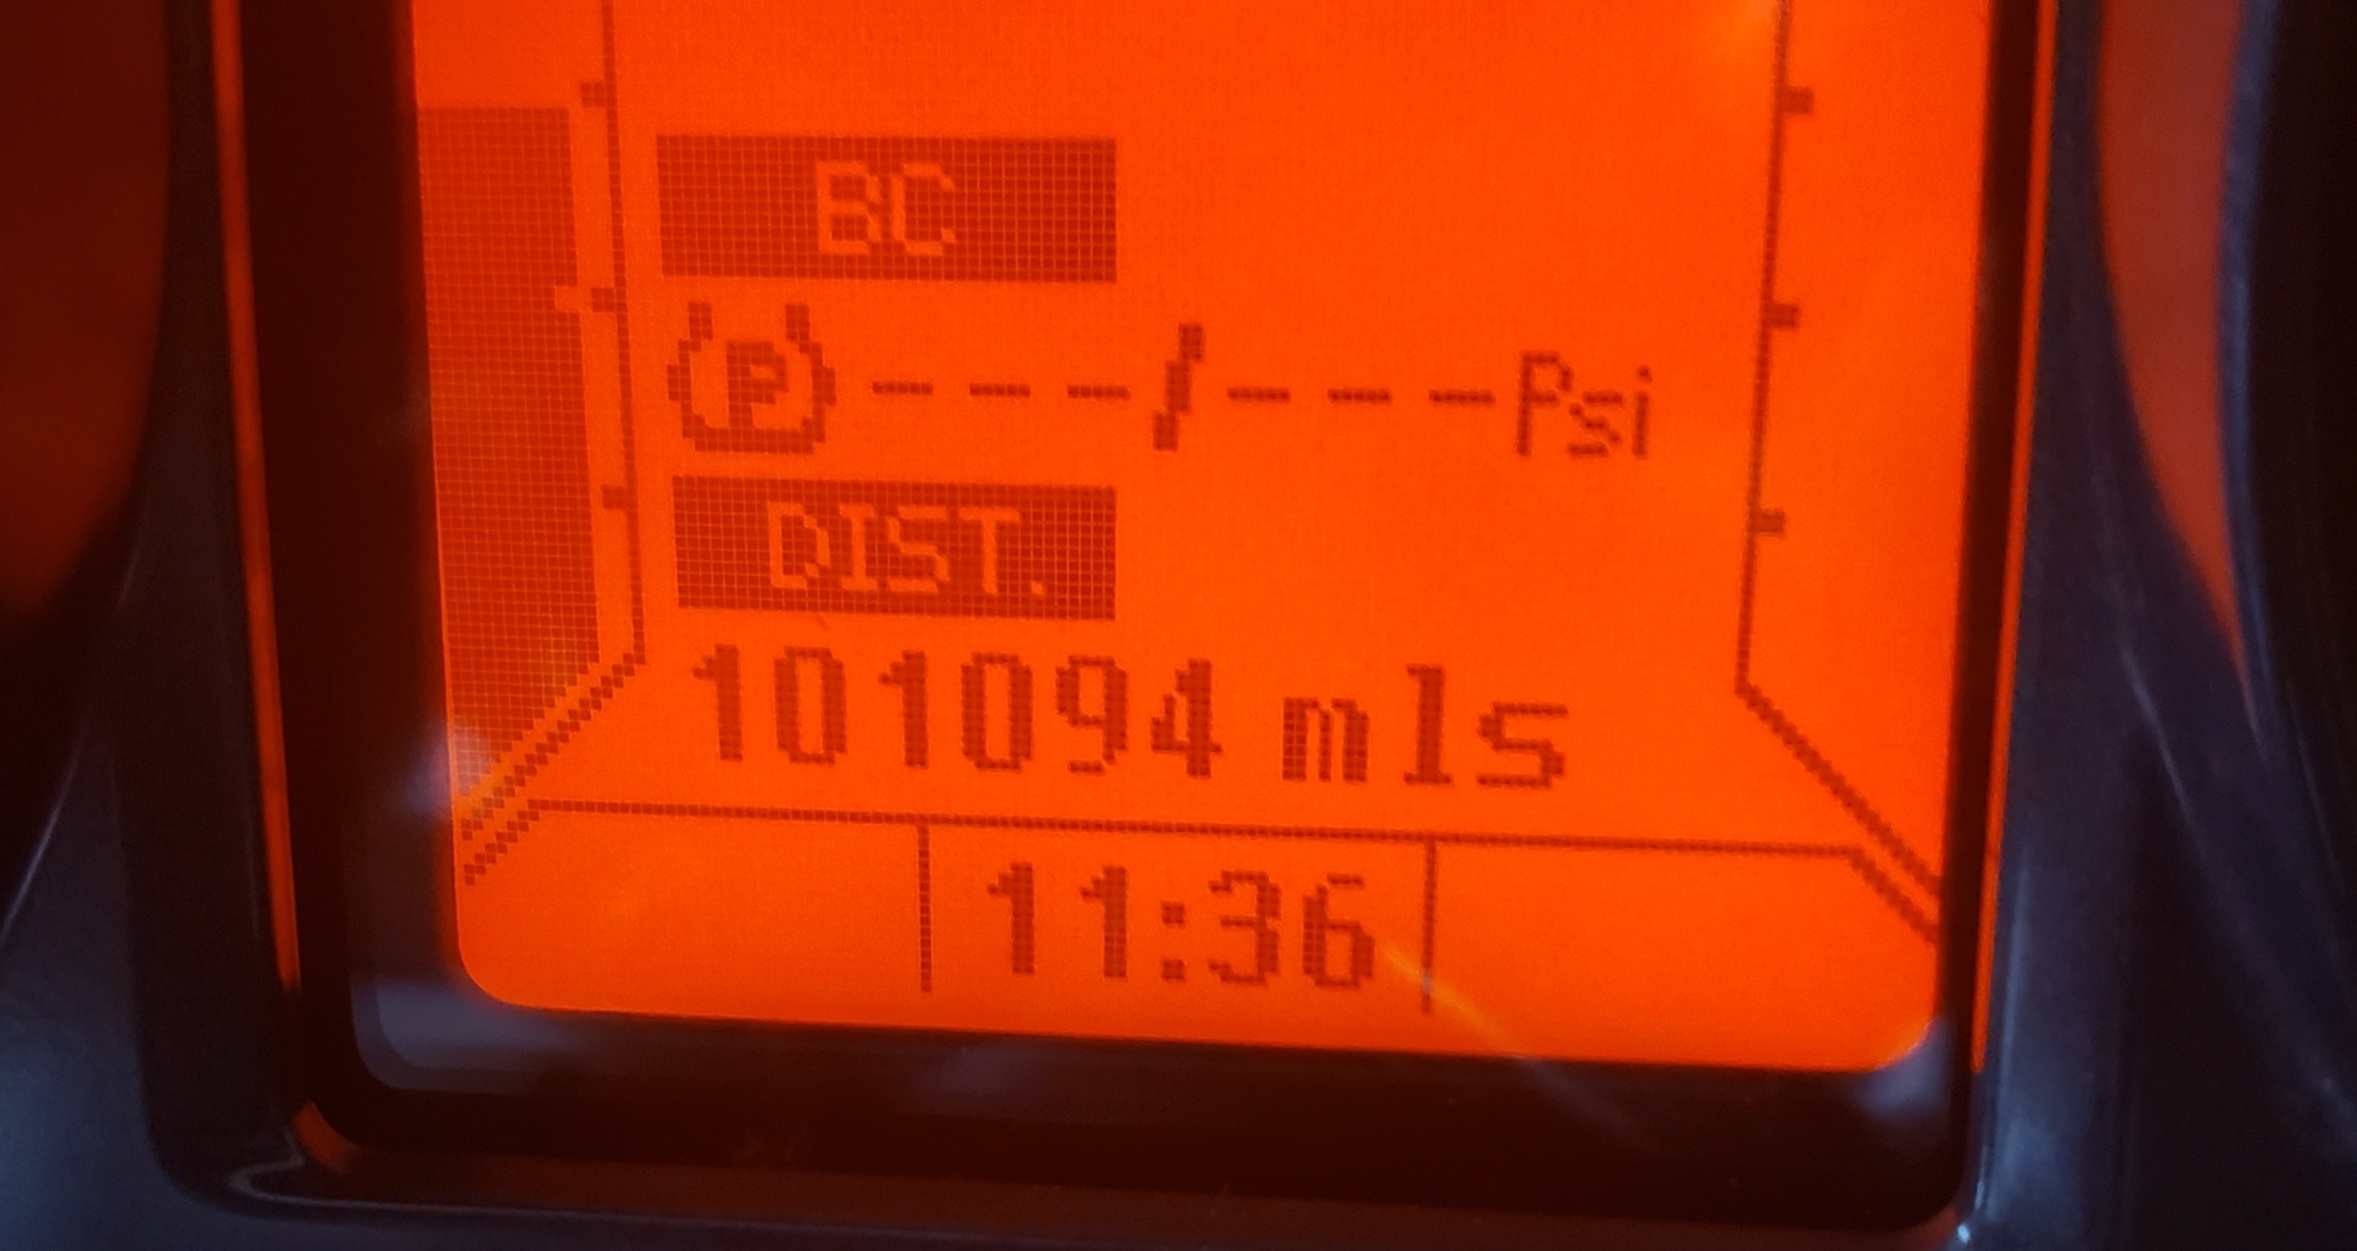 BC
(P) ---/---Psi
DIST.
101094 mls
11:36